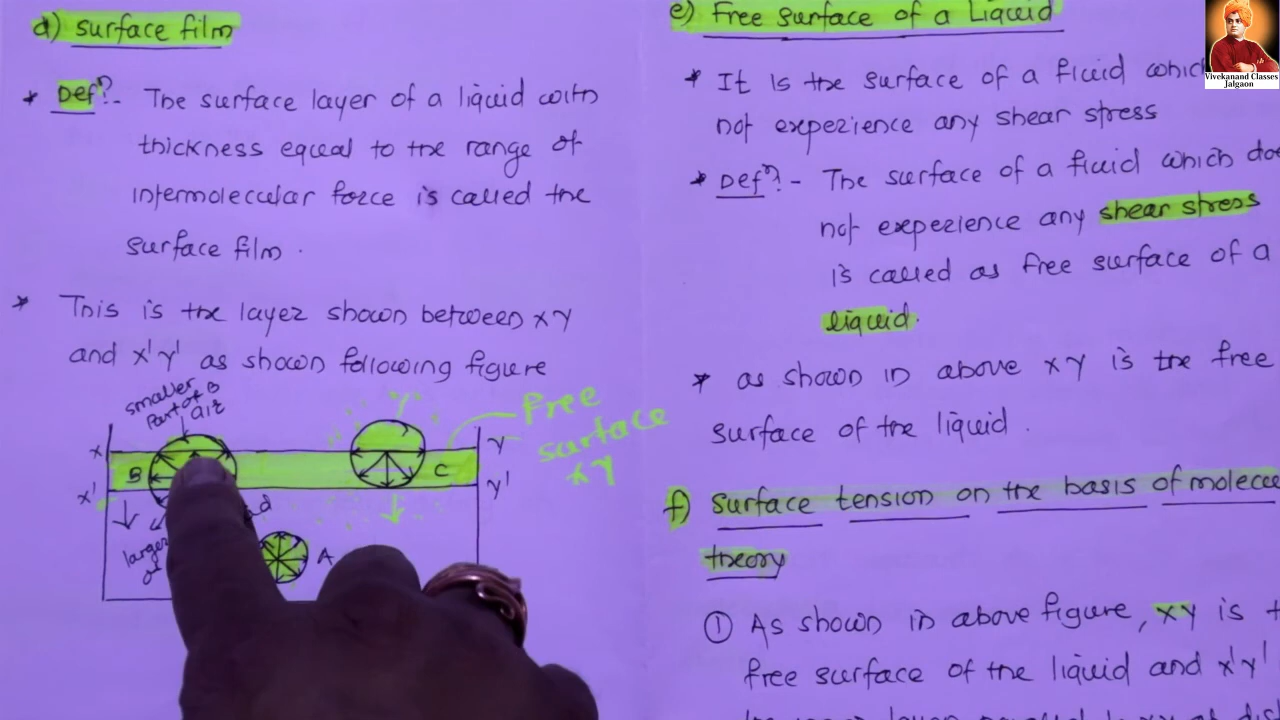 d) surface film
* Defn:- The surface layer of a liquid with
thickness equal to the range of
intermolecular force is called the
surface film.
* This is the layer shown between XY
and X'Y' as shown following figure
smaller
part of B
air
X
B
X'
larger
A
C
Y
Y'
Free
surface
XY
e) Free surface of a Liquid
* It is the surface of a fluid
not experience any shear stress
* Defn:- The surface of a fluid which
not experience any shear stress
is called as free surface of a
liquid.
* as shown in above XY is the free
surface of the liquid.
f) surface tension on the basis of
theory
① As shown in above figure, XY is
free surface of the liquid and X'Y'
Vivekanand Classes
Jalgaon